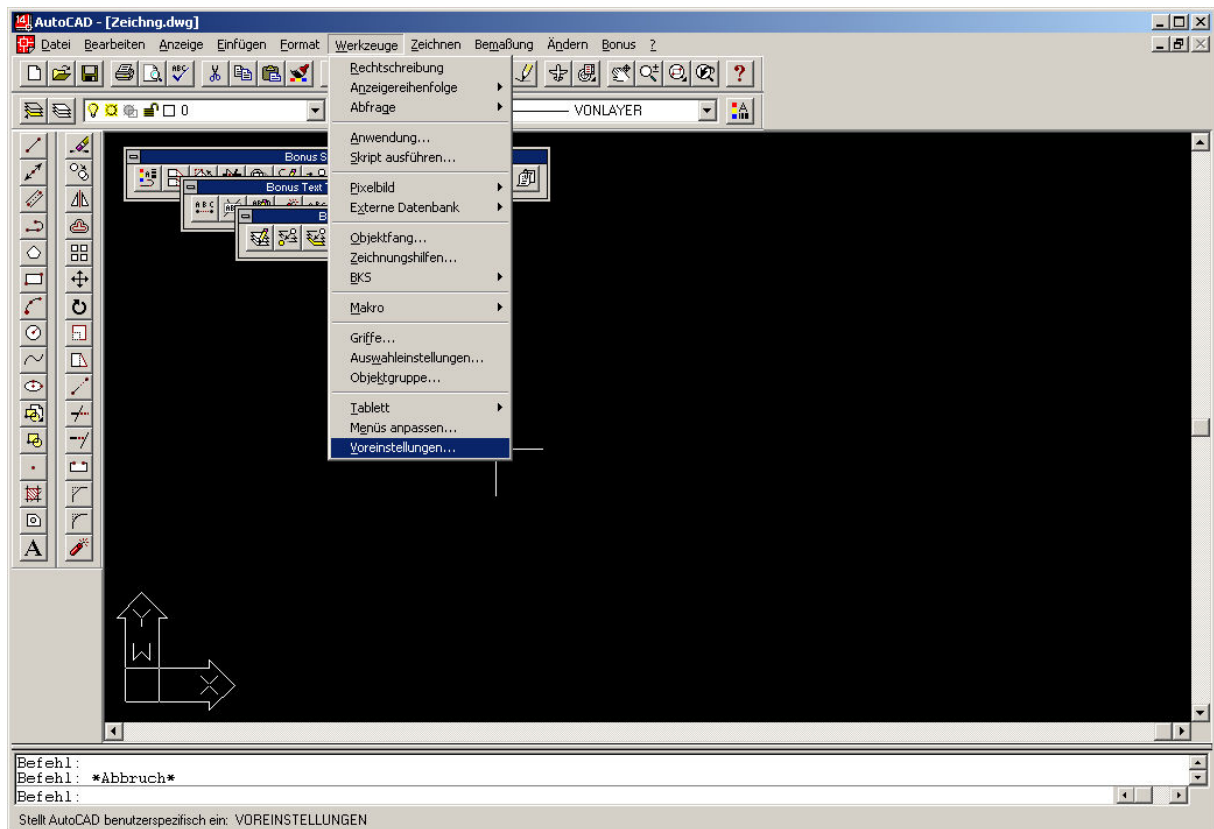 AutoCAD - [Zeichng.dwg]
Datei Bearbeiten Anzeige Einfügen Format Werkzeuge Zeichnen Bemaßung Ändern Bonus ?
0
VONLAYER
Rechtschreibung
Anzeigereihenfolge
Abfrage
Anwendung...
Skript ausführen...
Pixelbild
Externe Datenbank
Objektfang...
Zeichnungshilfen...
BKS
Makro
Griffe...
Auswahleinstellungen...
Objektgruppe...
Tablett
Menüs anpassen...
Voreinstellungen...
Bonus S
Bonus Text T
B
A
Y
W
X
Befehl:
Befehl: *Abbruch*
Befehl:
Stellt AutoCAD benutzerspezifisch ein: VOREINSTELLUNGEN